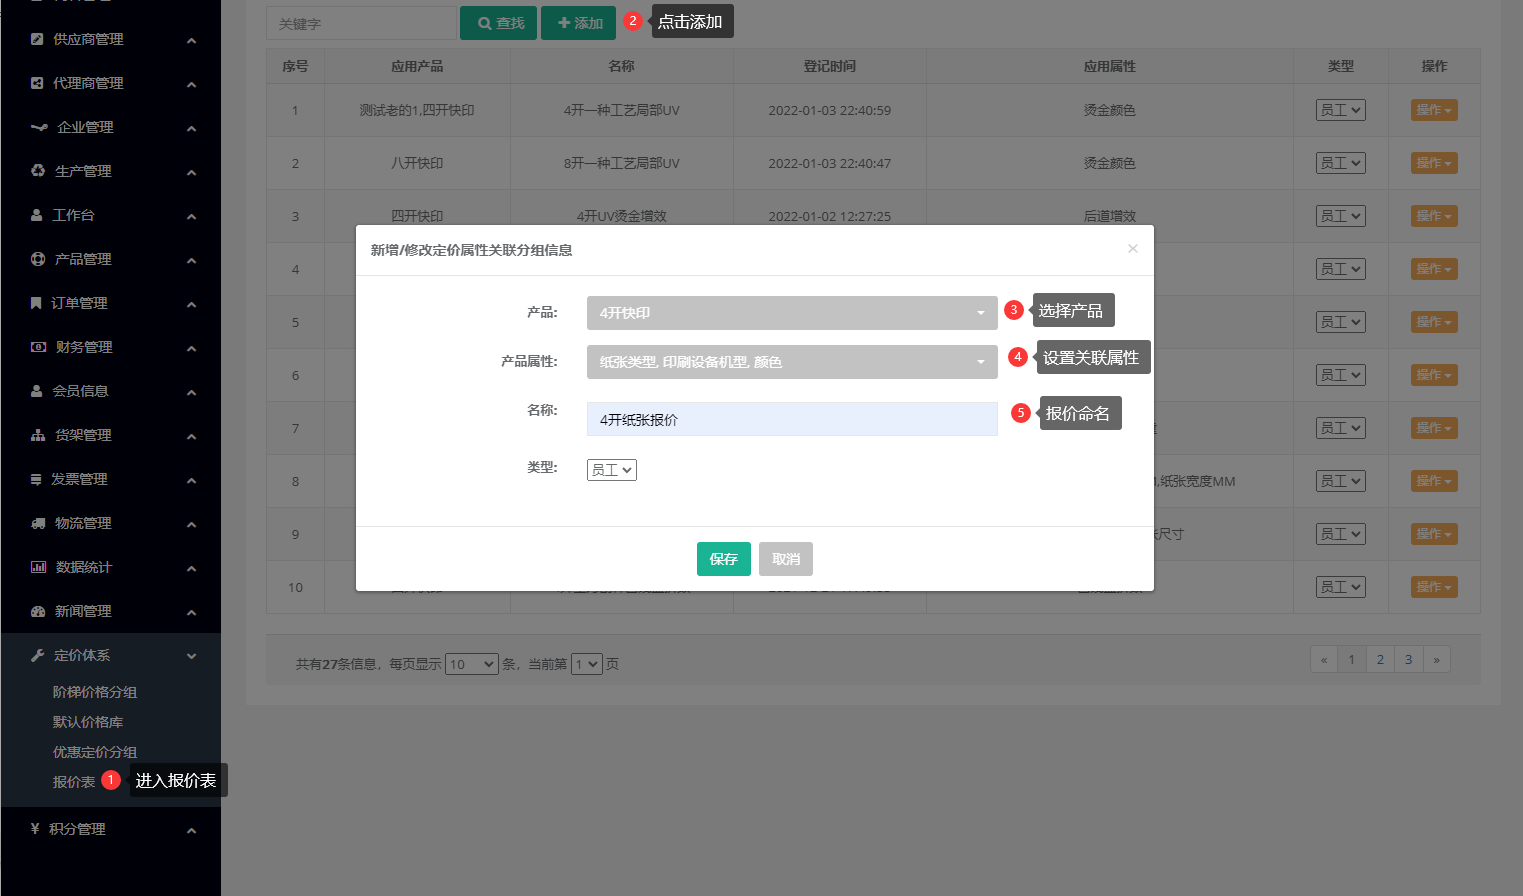 供应商管理
代理商管理
企业管理
生产管理
工作台
产品管理
订单管理
财务管理
会员信息
货架管理
发票管理
物流管理
数据统计
新闻管理
定价体系
阶梯价格分组
默认价格库
优惠定价分组
报价表 1 进入报价表
¥ 积分管理
关键字 查找 添加 2 点击添加
序号 应用产品 名称 登记时间 应用属性 类型 操作
1 测试老的1,四开快印 4开一种工艺局部UV 2022-01-03 22:40:59 烫金颜色 员工 操作
2 八开快印 8开一种工艺局部UV 2022-01-03 22:40:47 烫金颜色 员工 操作
3 四开快印 4开UV烫金增效 2022-01-02 12:27:25 后道增效 员工 操作
4 员工 操作
5 员工 操作
6 员工 操作
7 员工 操作
8 纸张宽度MM 员工 操作
9 尺寸 员工 操作
10 员工 操作
新增/修改定价属性关联分组信息 ×
产品: 4开快印 3 选择产品
产品属性: 纸张类型, 印刷设备机型, 颜色 4 设置关联属性
名称: 4开纸张报价 5 报价命名
类型: 员工
保存 取消
共有27条信息，每页显示 10 条，当前第 1 页
« 1 2 3 »